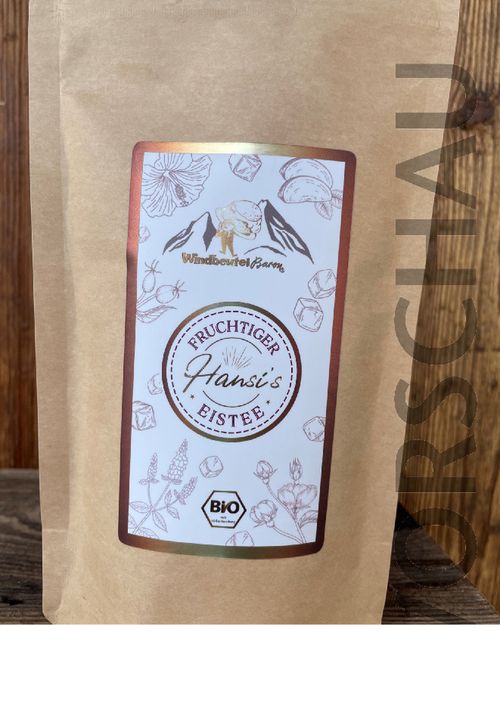 Windbeutel Baron
FRUCHTIGER
Hansi's
EISTEE
BIO
VORSCHAU